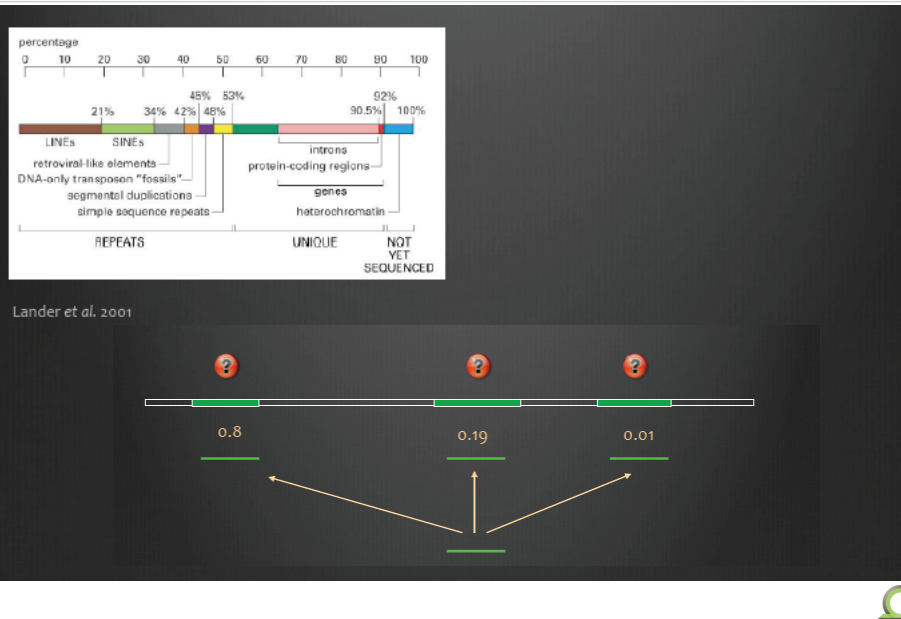 percentage
0 10 20 30 40 50 60 70 80 90 100
45% 53% 92%
21% 34% 42% 48% 90.5% 100%
LINEs SINEs introns
retroviral-like elements protein-coding regions
DNA-only transposon "fossils"
segmental duplications genes
simple sequence repeats heterochromatin
REPEATS UNIQUE NOT
YET
SEQUENCED
Lander et al. 2001
? ? ?
0.8 0.19 0.01